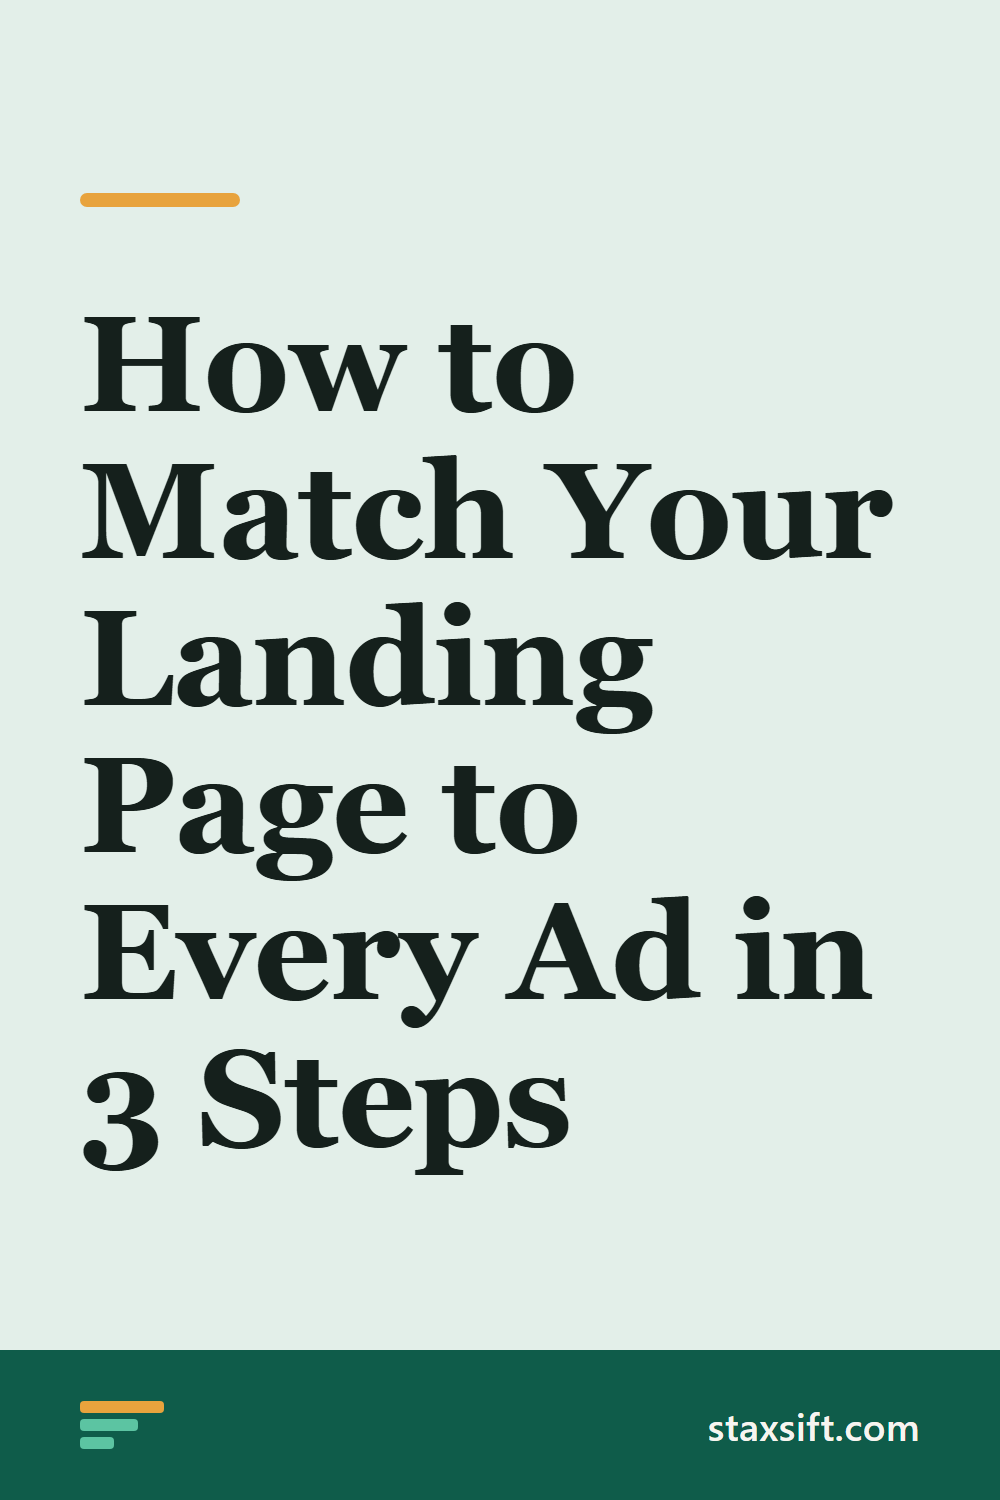 How to
Match Your
Landing
Page to
Every Ad in
3 Steps
staxsift.com